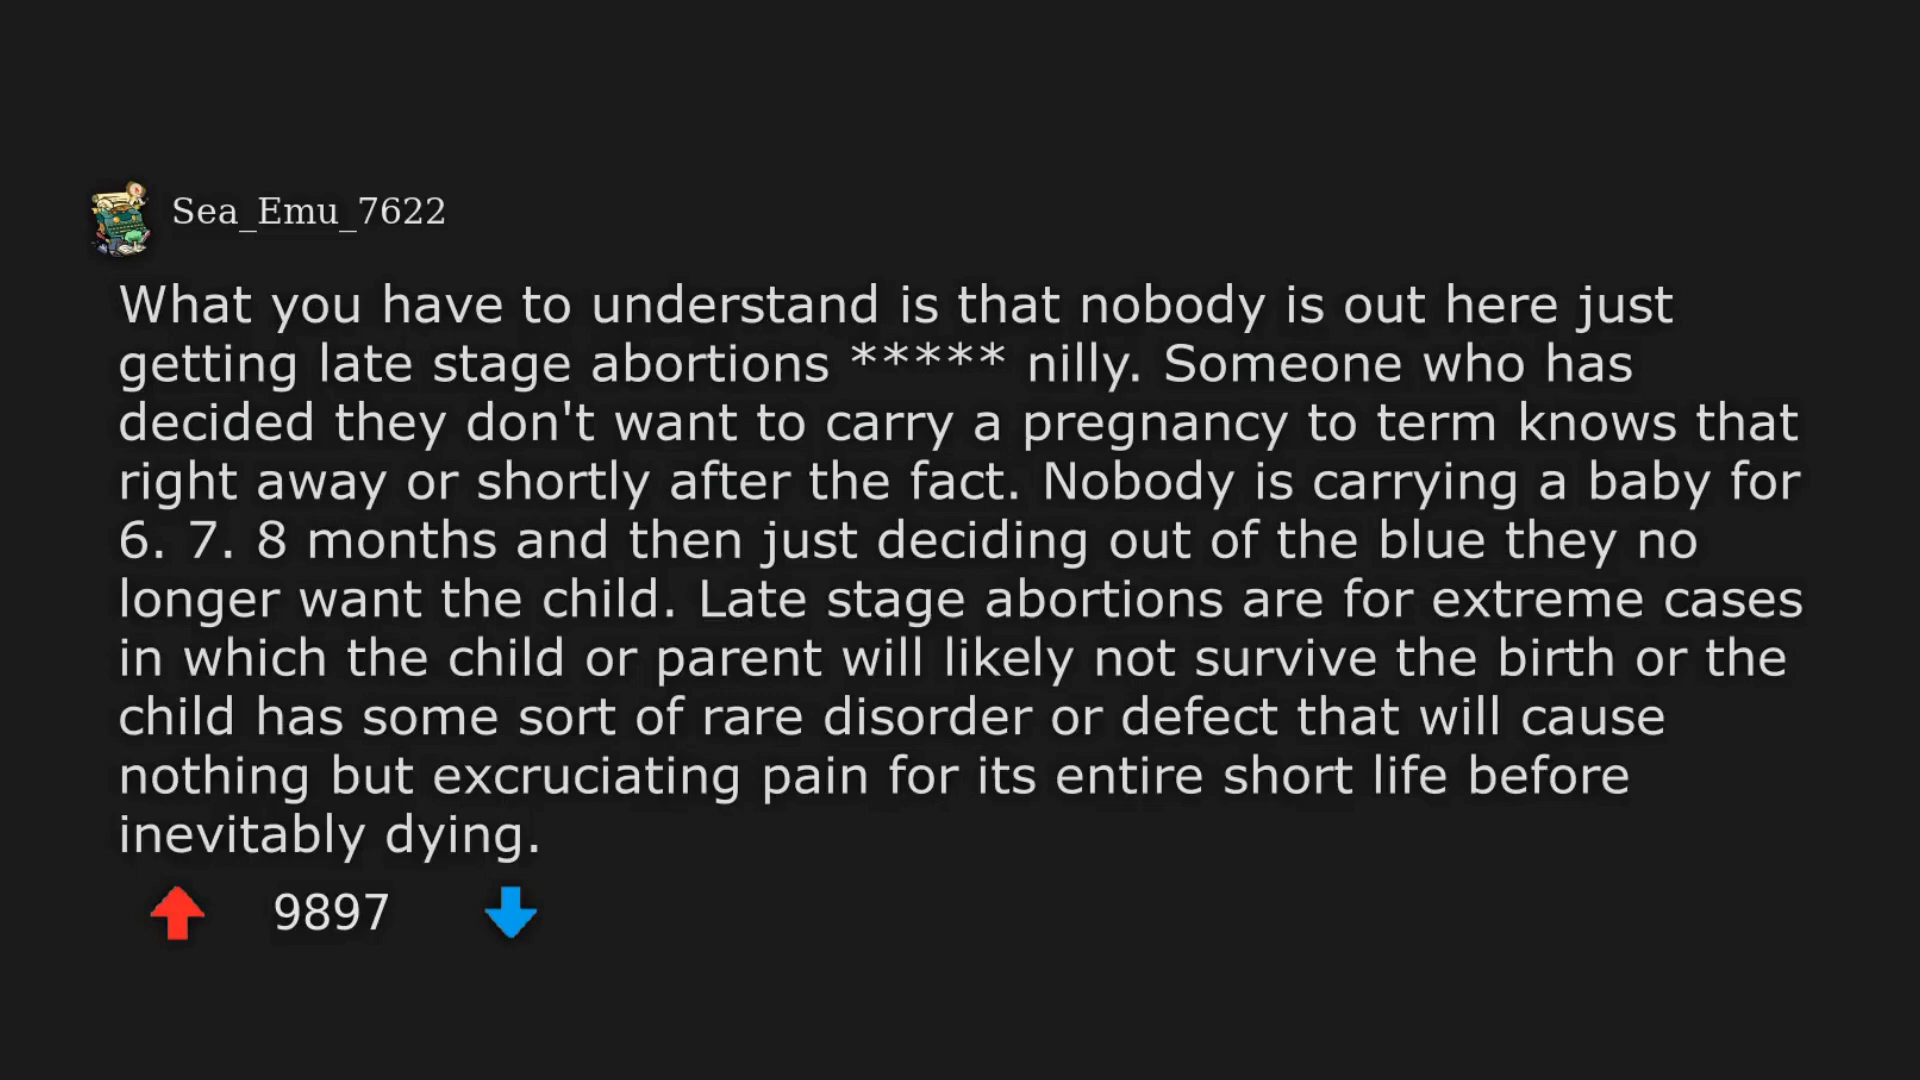 Sea_Emu_7622
What you have to understand is that nobody is out here just
getting late stage abortions ***** nilly. Someone who has
decided they don't want to carry a pregnancy to term knows that
right away or shortly after the fact. Nobody is carrying a baby for
6. 7. 8 months and then just deciding out of the blue they no
longer want the child. Late stage abortions are for extreme cases
in which the child or parent will likely not survive the birth or the
child has some sort of rare disorder or defect that will cause
nothing but excruciating pain for its entire short life before
inevitably dying.
9897